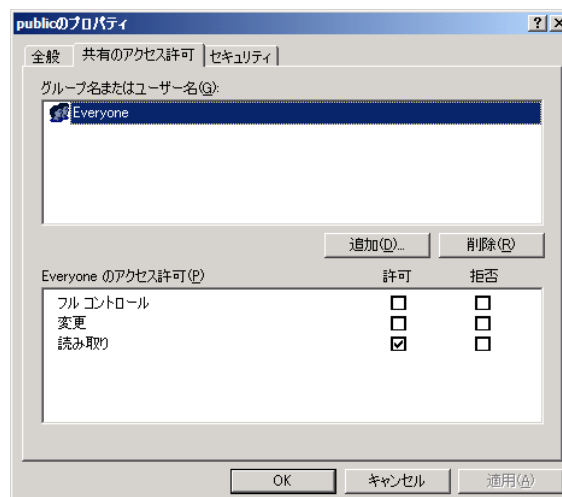 publicのプロパティ
全般 共有のアクセス許可 セキュリティ
グループ名またはユーザー名(G):
Everyone
追加(D)... 削除(R)
Everyone のアクセス許可(P) 許可 拒否
フル コントロール
変更
読み取り
OK キャンセル 適用(A)